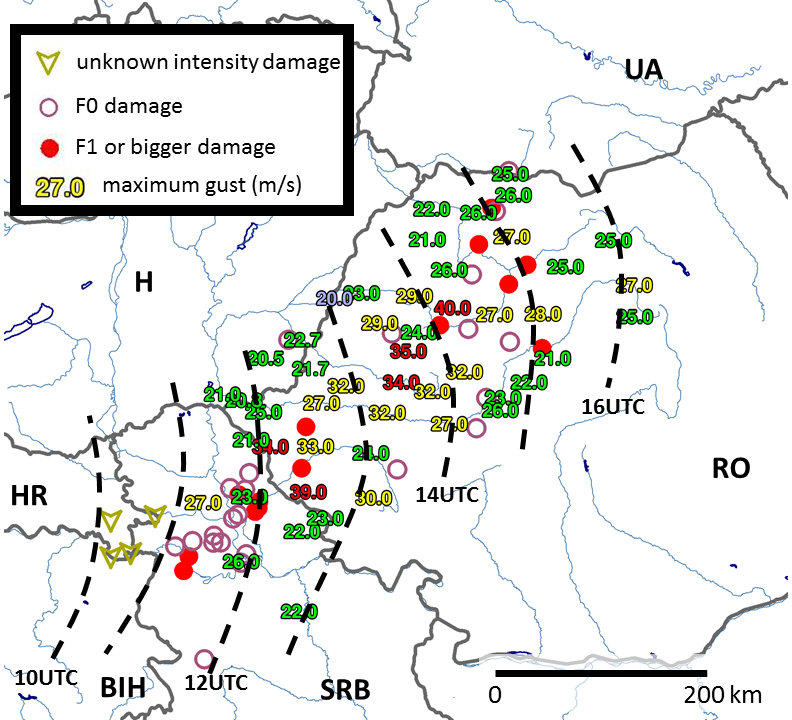 unknown intensity damage
F0 damage
F1 or bigger damage
27.0 maximum gust (m/s)
UA
25.0
26.0
22.0 26.0
21.0 27.0 25.0
26.0 25.0
H
27.0
20.0 23.0 29.0
40.0 27.0 28.0 25.0
29.0 24.0
22.7 35.0
20.5 21.0
21.7 32.0
32.0 34.0 32.0 22.0
21.0 23.0
27.0 16UTC
25.0 32.0 26.0
27.0
21.0 34.0 33.0
24.0
RO
HR 39.0 14UTC
27.0 23.0 30.0
23.0
22.0
26.0
22.0
10UTC BIH 12UTC SRB
0 200 km